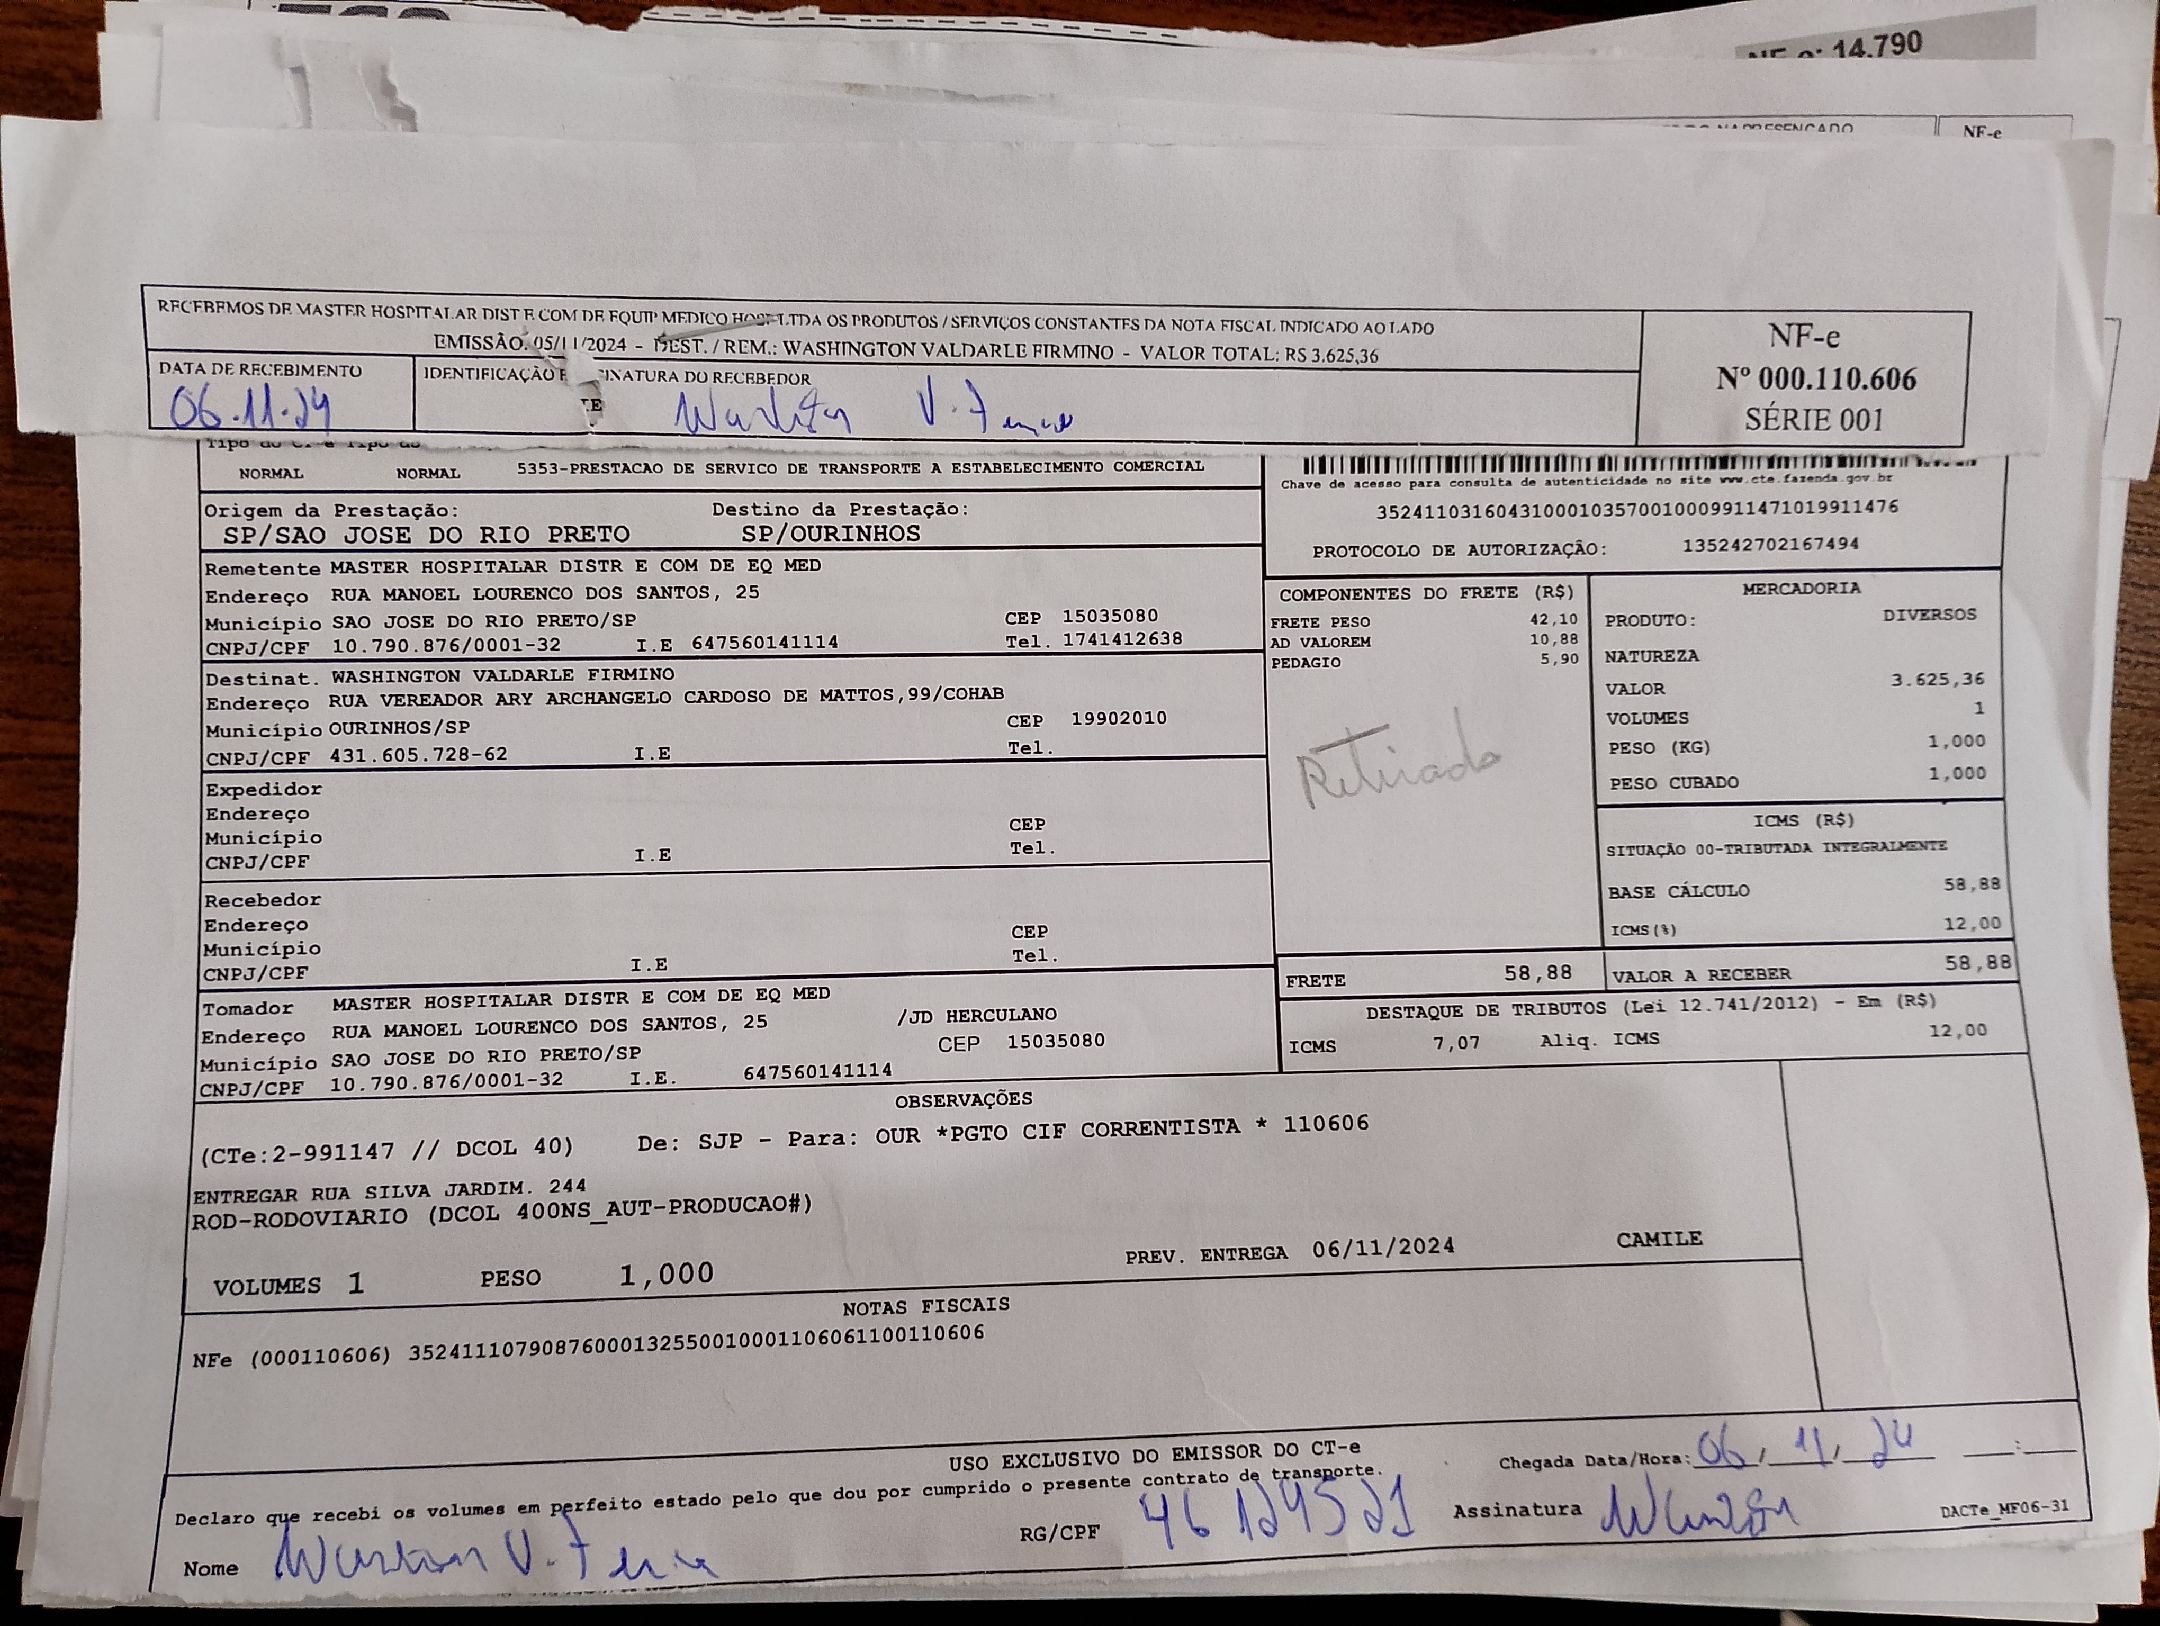 NF-e: 14.790
NF-e
RECEBEMOS DE MASTER HOSPITALAR DIST E COM DE EQUIP MEDICO HOSP LTDA OS PRODUTOS / SERVIÇOS CONSTANTES DA NOTA FISCAL INDICADO AO LADO
EMISSÃO: 05/11/2024 - DEST. / REM.: WASHINGTON VALDARLE FIRMINO - VALOR TOTAL: R$ 3.625,36
NF-e
Nº 000.110.606
SÉRIE 001
DATA DE RECEBIMENTO
06.11.24
IDENTIFICAÇÃO E ASSINATURA DO RECEBEDOR
NORMAL NORMAL 5353-PRESTACAO DE SERVICO DE TRANSPORTE A ESTABELECIMENTO COMERCIAL
Chave de acesso para consulta de autenticidade no site www.cte.fazenda.gov.br
35241103160431000103570010009911471019911476
PROTOCOLO DE AUTORIZAÇÃO: 135242702167494
Origem da Prestação: Destino da Prestação:
SP/SAO JOSE DO RIO PRETO SP/OURINHOS
Remetente MASTER HOSPITALAR DISTR E COM DE EQ MED
Endereço RUA MANOEL LOURENCO DOS SANTOS, 25
Município SAO JOSE DO RIO PRETO/SP CEP 15035080
CNPJ/CPF 10.790.876/0001-32 I.E 647560141114 Tel. 1741412638
Destinat. WASHINGTON VALDARLE FIRMINO
Endereço RUA VEREADOR ARY ARCHANGELO CARDOSO DE MATTOS,99/COHAB
Município OURINHOS/SP CEP 19902010
CNPJ/CPF 431.605.728-62 I.E Tel.
Expedidor
Endereço
Município CEP
CNPJ/CPF I.E Tel.
Recebedor
Endereço
Município CEP
CNPJ/CPF I.E Tel.
Tomador MASTER HOSPITALAR DISTR E COM DE EQ MED
Endereço RUA MANOEL LOURENCO DOS SANTOS, 25 /JD HERCULANO
Município SAO JOSE DO RIO PRETO/SP CEP 15035080
CNPJ/CPF 10.790.876/0001-32 I.E. 647560141114
COMPONENTES DO FRETE (R$)
FRETE PESO 42,10
AD VALOREM 10,88
PEDAGIO 5,90
Retirado
MERCADORIA
PRODUTO: DIVERSOS
NATUREZA
VALOR 3.625,36
VOLUMES 1
PESO (KG) 1,000
PESO CUBADO 1,000
ICMS (R$)
SITUAÇÃO 00-TRIBUTADA INTEGRALMENTE
BASE CÁLCULO 58,88
ICMS(%) 12,00
FRETE 58,88 VALOR A RECEBER 58,88
DESTAQUE DE TRIBUTOS (Lei 12.741/2012) - Em (R$)
ICMS 7,07 Aliq. ICMS 12,00
OBSERVAÇÕES
(CTe:2-991147 // DCOL 40) De: SJP - Para: OUR *PGTO CIF CORRENTISTA * 110606
ENTREGAR RUA SILVA JARDIM. 244
ROD-RODOVIARIO (DCOL 400NS_AUT-PRODUCAO#)
PREV. ENTREGA 06/11/2024 CAMILE
VOLUMES 1 PESO 1,000
NOTAS FISCAIS
NFe (000110606) 35241110790876000132550010001106061100110606
USO EXCLUSIVO DO EMISSOR DO CT-e
Declaro que recebi os volumes em perfeito estado pelo que dou por cumprido o presente contrato de transporte.
Chegada Data/Hora: 06/11/24 __:__
Nome
RG/CPF 46 1249521
Assinatura
DACTe_MF06-31